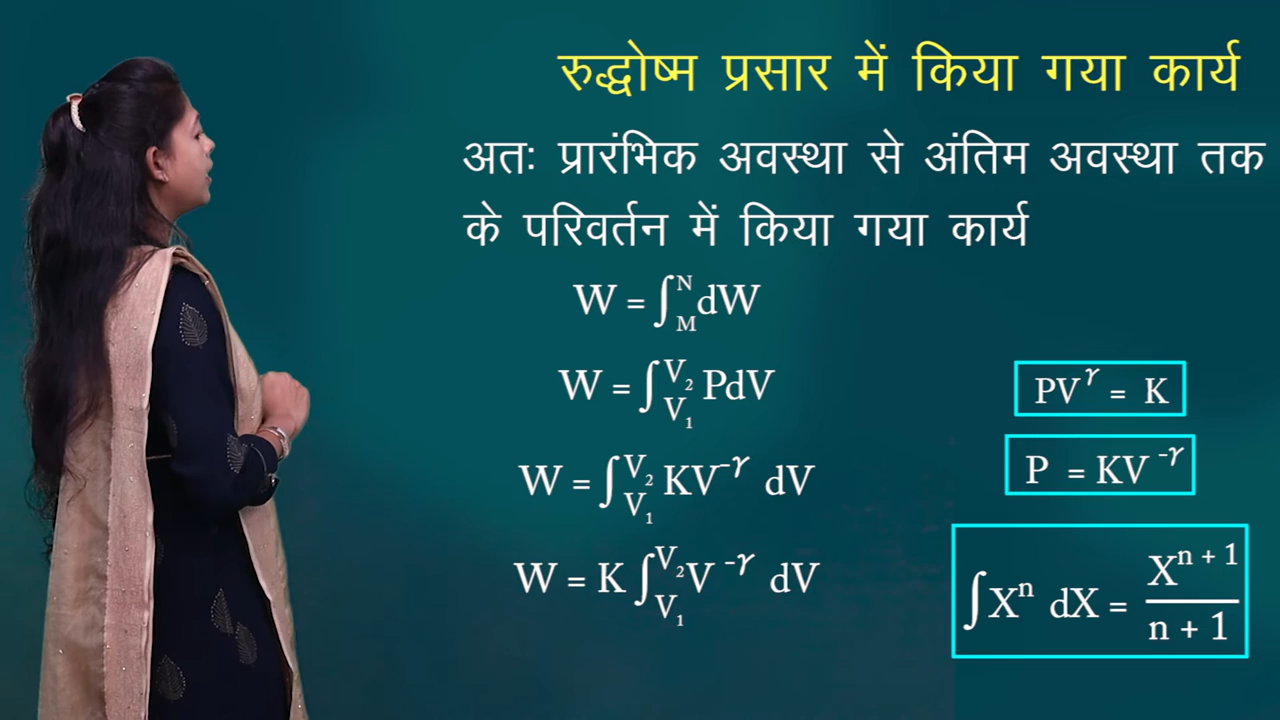 रुद्धोष्म प्रसार में किया गया कार्य
अतः प्रारंभिक अवस्था से अंतिम अवस्था तक
के परिवर्तन में किया गया कार्य
W = ∫_M^N dW
W = ∫_{V₁}^{V₂} PdV
PV^γ = K
P = KV^{-γ}
W = ∫_{V₁}^{V₂} KV^{-γ} dV
W = K ∫_{V₁}^{V₂} V^{-γ} dV
∫X^n dX = X^{n + 1} / n + 1